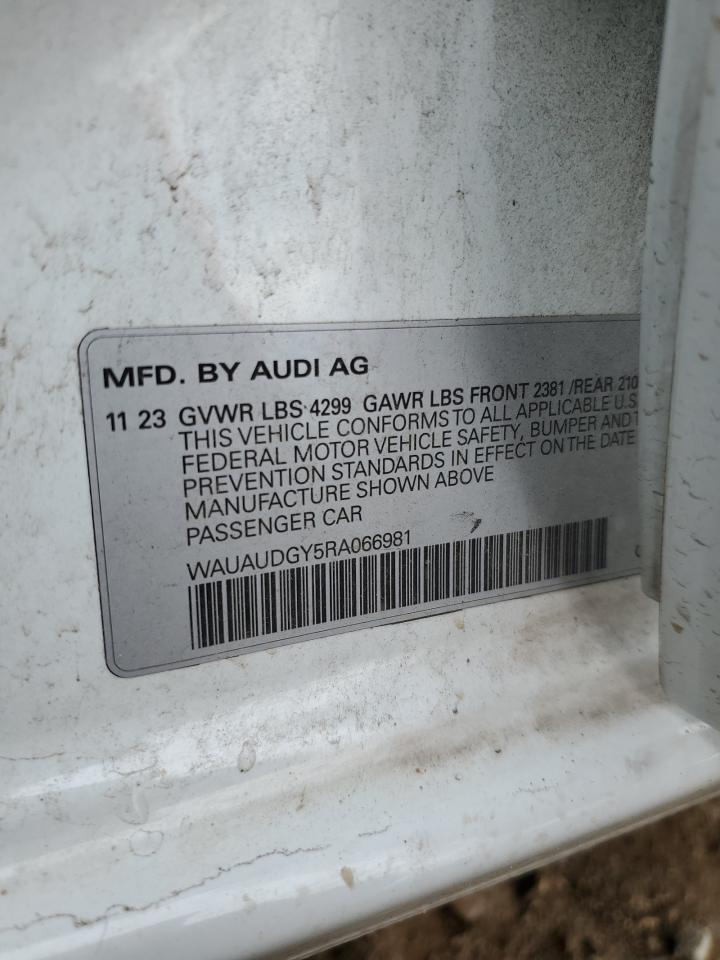 MFD. BY AUDI AG
11 23 GVWR LBS 4299 GAWR LBS FRONT 2381 /REAR 210
THIS VEHICLE CONFORMS TO ALL APPLICABLE U.S
FEDERAL MOTOR VEHICLE SAFETY, BUMPER AND
PREVENTION STANDARDS IN EFFECT ON THE DATE
MANUFACTURE SHOWN ABOVE
PASSENGER CAR
WAUAUDGY5RA066981